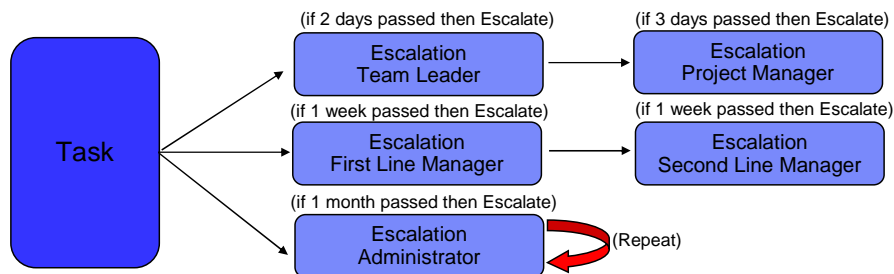 (if 2 days passed then Escalate)
(if 3 days passed then Escalate)
Escalation
Team Leader
Escalation
Project Manager
(if 1 week passed then Escalate)
(if 1 week passed then Escalate)
Task
Escalation
First Line Manager
Escalation
Second Line Manager
(if 1 month passed then Escalate)
Escalation
Administrator
(Repeat)